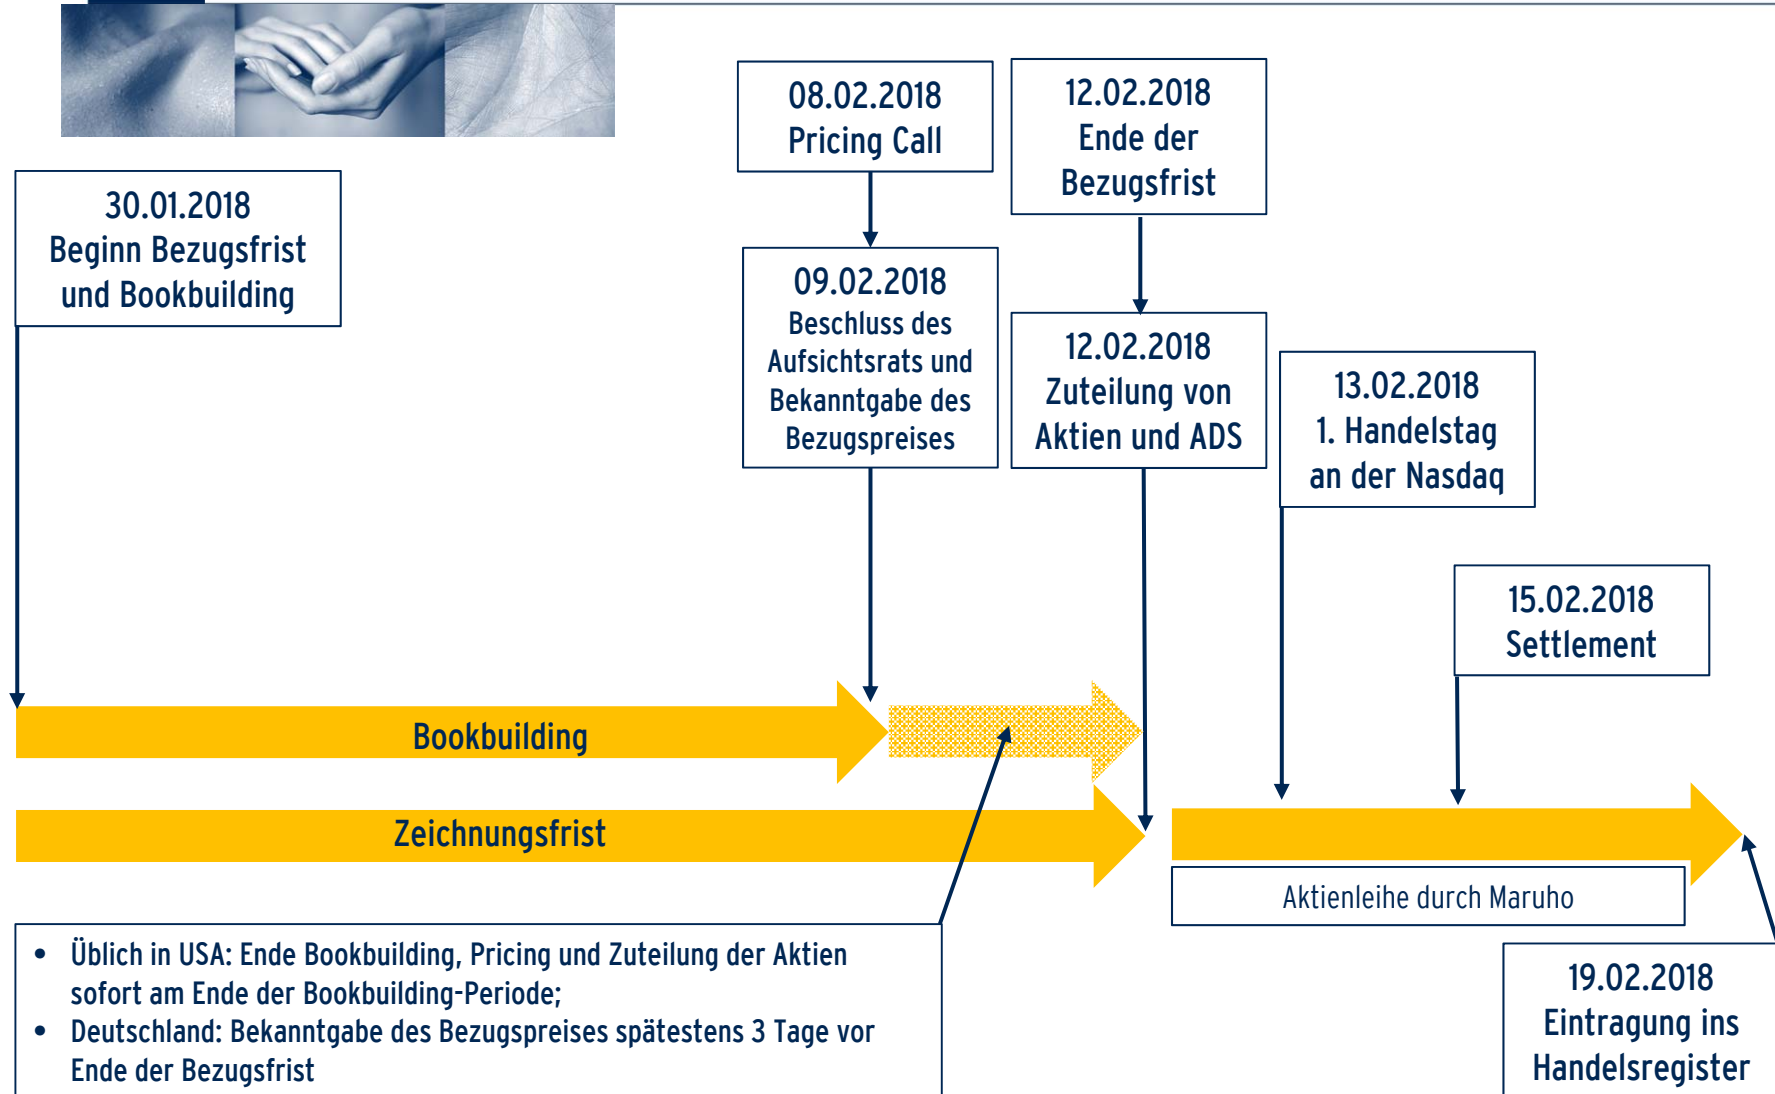 30.01.2018
Beginn Bezugsfrist
und Bookbuilding
08.02.2018
Pricing Call
09.02.2018
Beschluss des
Aufsichtsrats und
Bekanntgabe des
Bezugspreises
12.02.2018
Ende der
Bezugsfrist
12.02.2018
Zuteilung von
Aktien und ADS
13.02.2018
1. Handelstag
an der Nasdaq
15.02.2018
Settlement
Bookbuilding
Zeichnungsfrist
Aktienleihe durch Maruho
• Üblich in USA: Ende Bookbuilding, Pricing und Zuteilung der Aktien
sofort am Ende der Bookbuilding-Periode;
• Deutschland: Bekanntgabe des Bezugspreises spätestens 3 Tage vor
Ende der Bezugsfrist
19.02.2018
Eintragung ins
Handelsregister